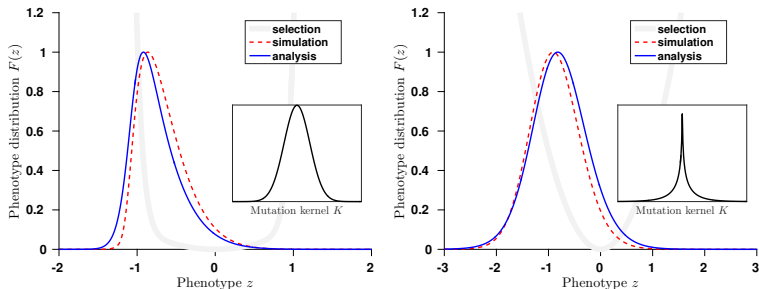 1.2
1
0.8
0.6
0.4
0.2
0
Phenotype distribution F(z)
selection
simulation
analysis
Mutation kernel K
-2 -1 0 1 2
Phenotype z
1.2
1
0.8
0.6
0.4
0.2
0
Phenotype distribution F(z)
selection
simulation
analysis
Mutation kernel K
-3 -2 -1 0 1 2 3
Phenotype z